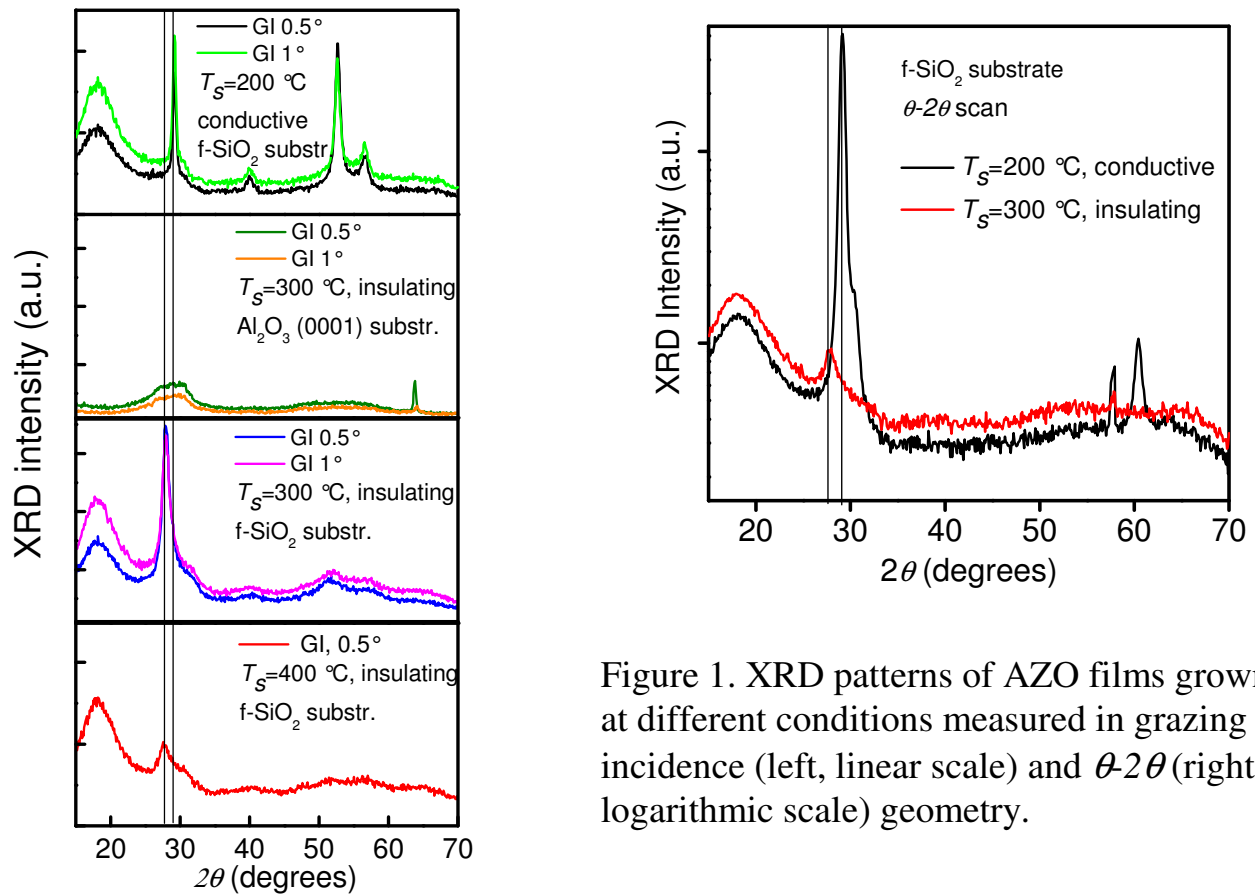 GI 0.5°
GI 1°
T_S=200 °C
conductive
f-SiO₂ substr.
GI 0.5°
GI 1°
T_S=300 °C, insulating
Al₂O₃ (0001) substr.
GI 0.5°
GI 1°
T_S=300 °C, insulating
f-SiO₂ substr.
GI, 0.5°
T_S=400 °C, insulating
f-SiO₂ substr.
XRD intensity (a.u.)
20 30 40 50 60 70
2θ (degrees)
f-SiO₂ substrate
θ-2θ scan
T_S=200 °C, conductive
T_S=300 °C, insulating
XRD Intensity (a.u.)
20 30 40 50 60 70
2θ (degrees)
Figure 1. XRD patterns of AZO films grown
at different conditions measured in grazing
incidence (left, linear scale) and θ-2θ (right
logarithmic scale) geometry.